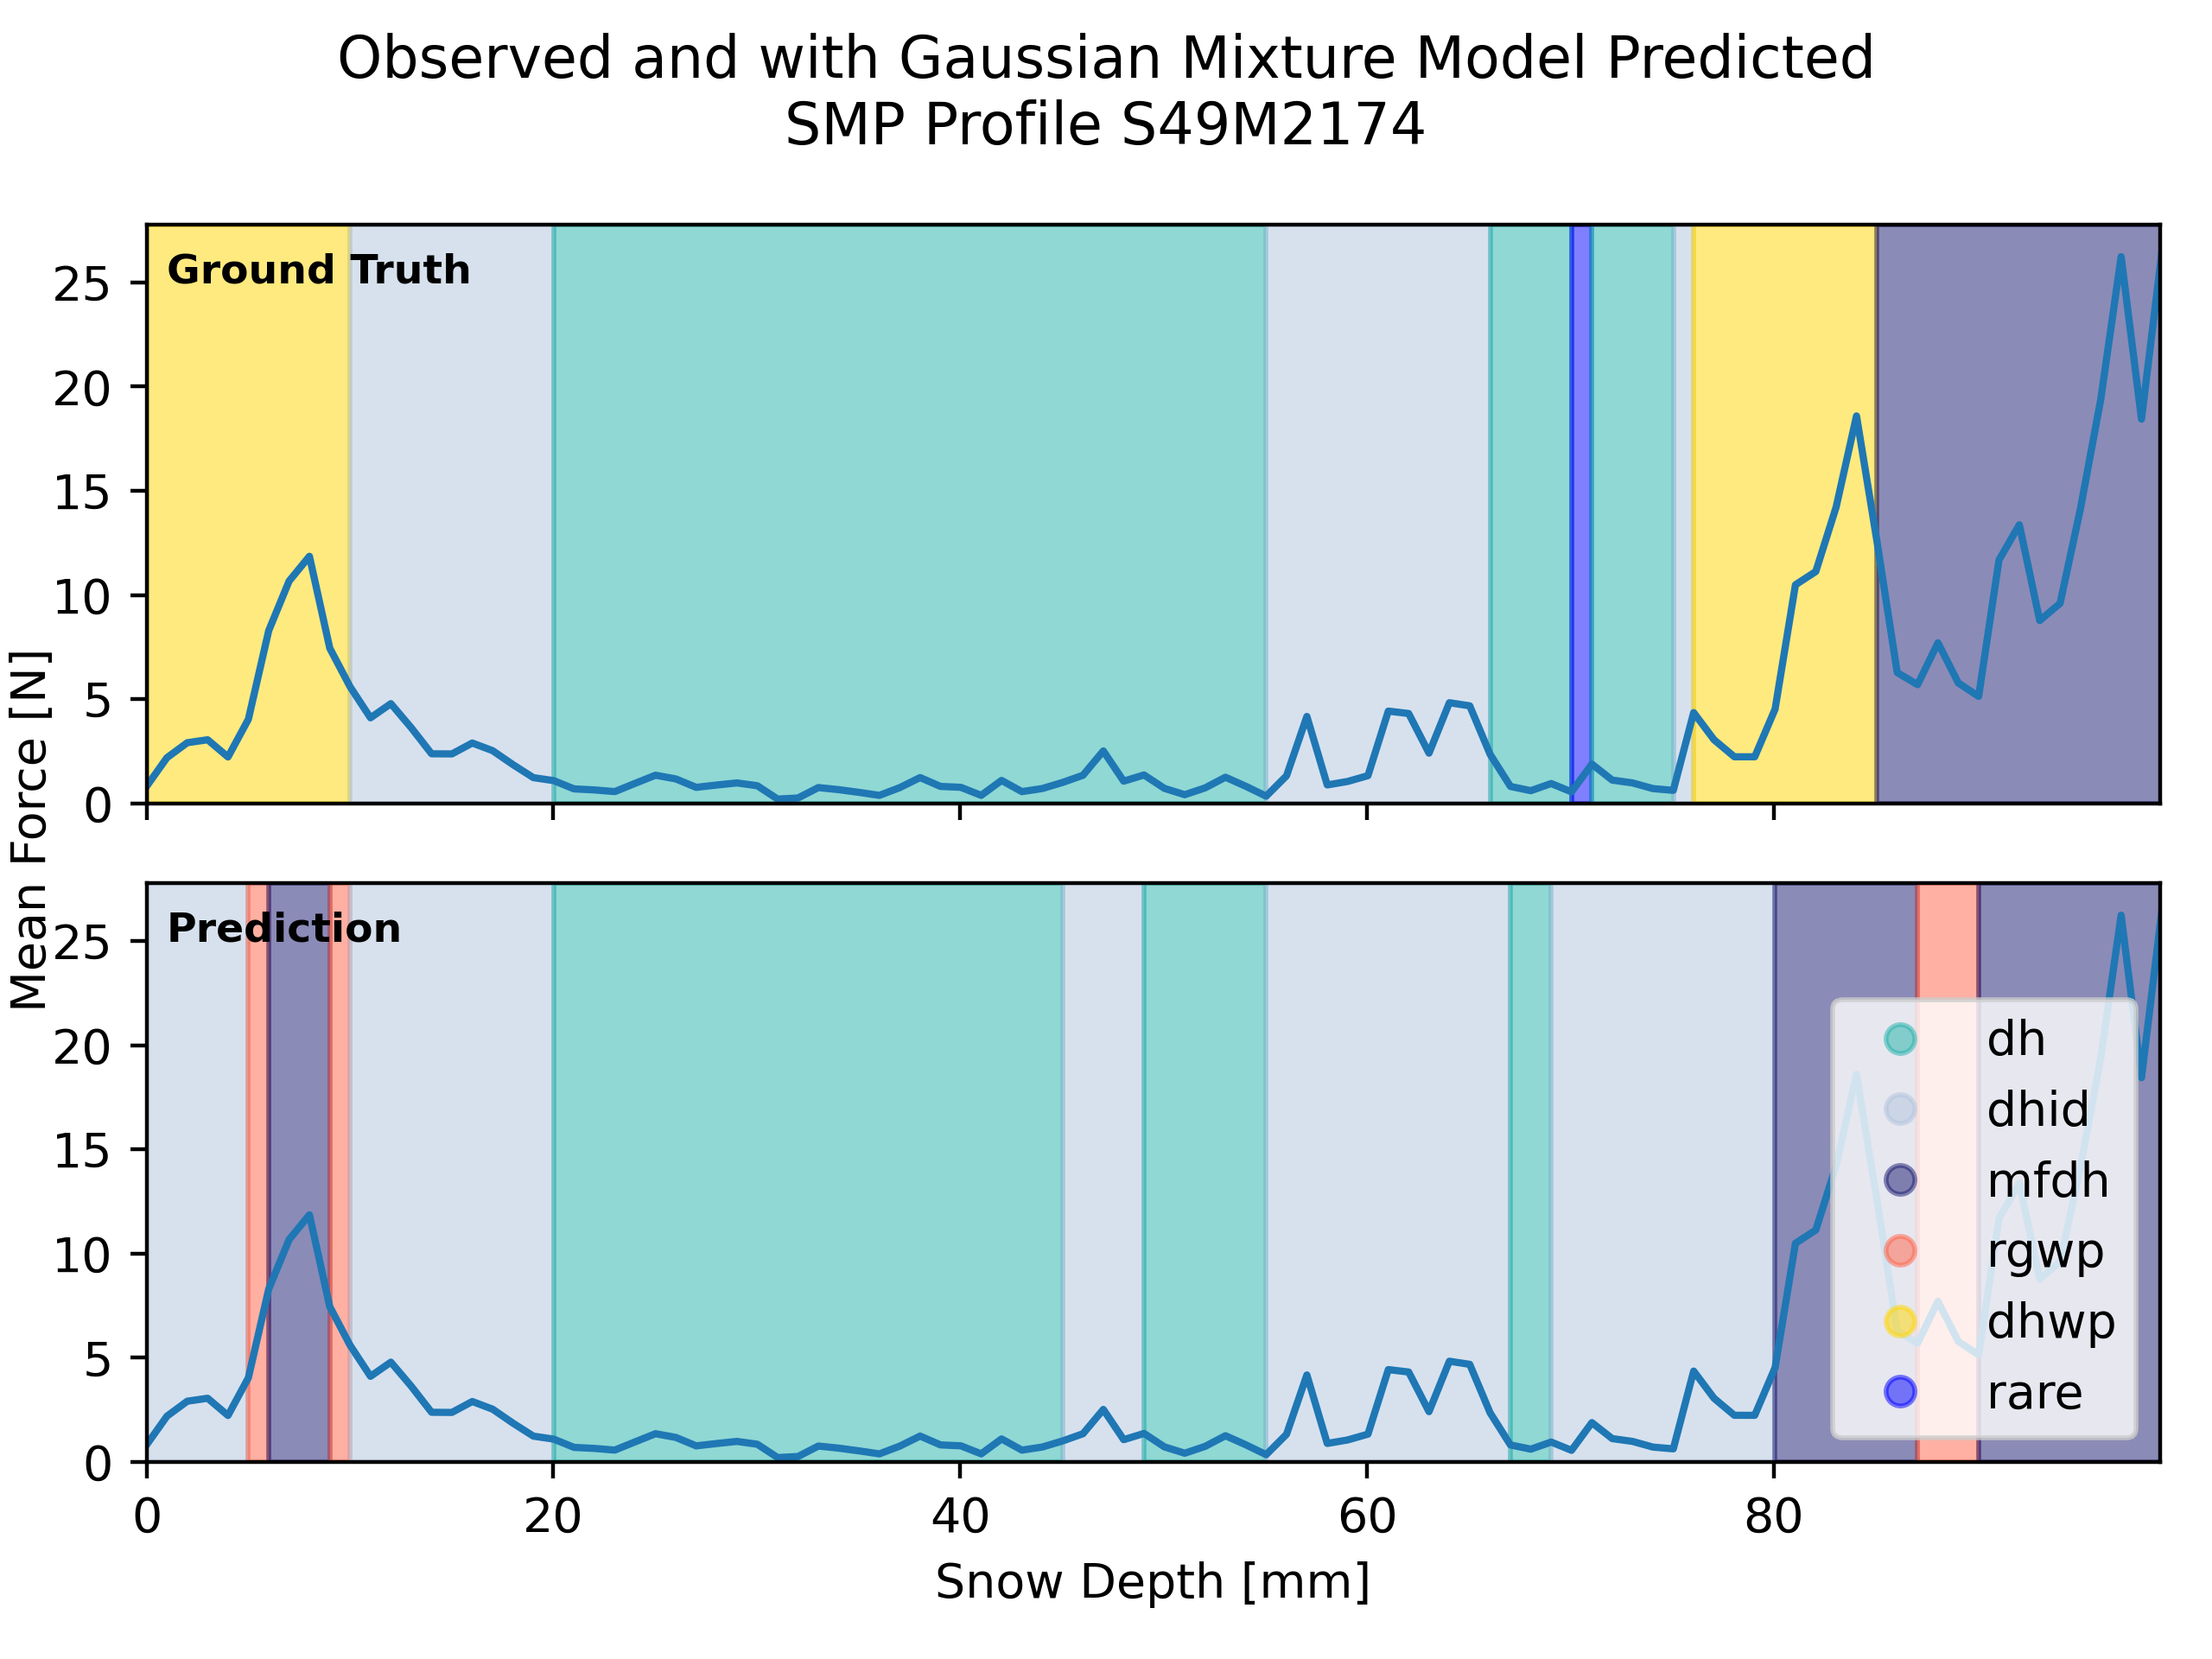 Observed and with Gaussian Mixture Model Predicted
SMP Profile S49M2174
Mean Force [N]
Ground Truth
25
20
15
10
5
0
Prediction
25
20
15
10
5
0
dh
dhid
mfdh
rgwp
dhwp
rare
0 20 40 60 80
Snow Depth [mm]